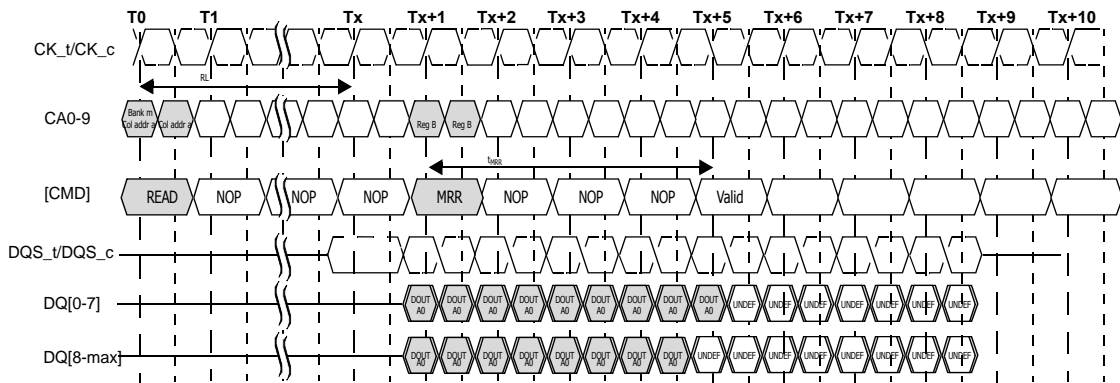 T0 T1 Tx Tx+1 Tx+2 Tx+3 Tx+4 Tx+5 Tx+6 Tx+7 Tx+8 Tx+9 Tx+10
CK_t/CK_c
RL
CA0-9
Bank m
Col addr a Col addr a Reg B Reg B
tMRR
[CMD] READ NOP NOP NOP MRR NOP NOP NOP Valid
DQS_t/DQS_c
DQ[0-7]
DOUT DOUT DOUT DOUT DOUT DOUT DOUT DOUT DOUT UNDEF UNDEF UNDEF UNDEF UNDEF UNDEF UNDEF
A0 A0 A0 A0 A0 A0 A0 A0 A0
DQ[8-max]
DOUT DOUT DOUT DOUT DOUT DOUT DOUT DOUT UNDEF UNDEF UNDEF UNDEF UNDEF UNDEF UNDEF UNDEF
A0 A0 A0 A0 A0 A0 A0 A0